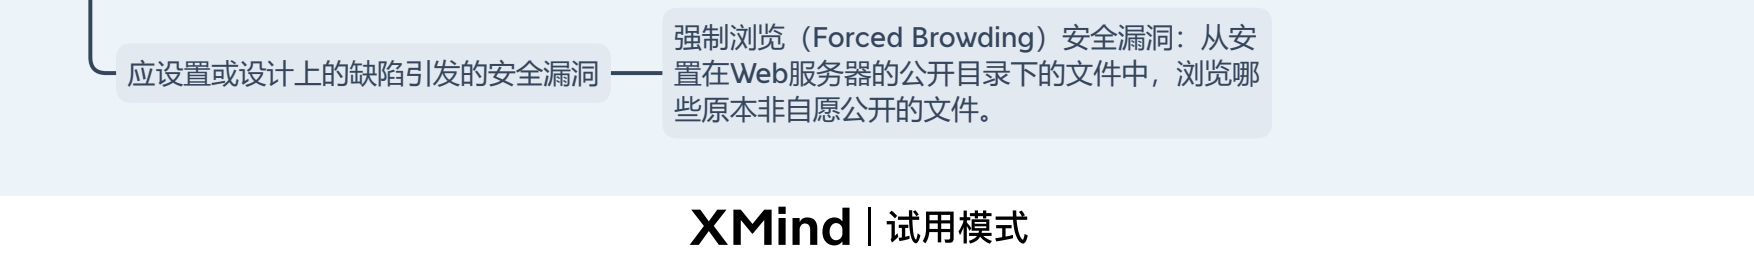 应设置或设计上的缺陷引发的安全漏洞
强制浏览（Forced Browding）安全漏洞：从安
置在Web服务器的公开目录下的文件中，浏览哪
些原本非自愿公开的文件。
XMind | 试用模式